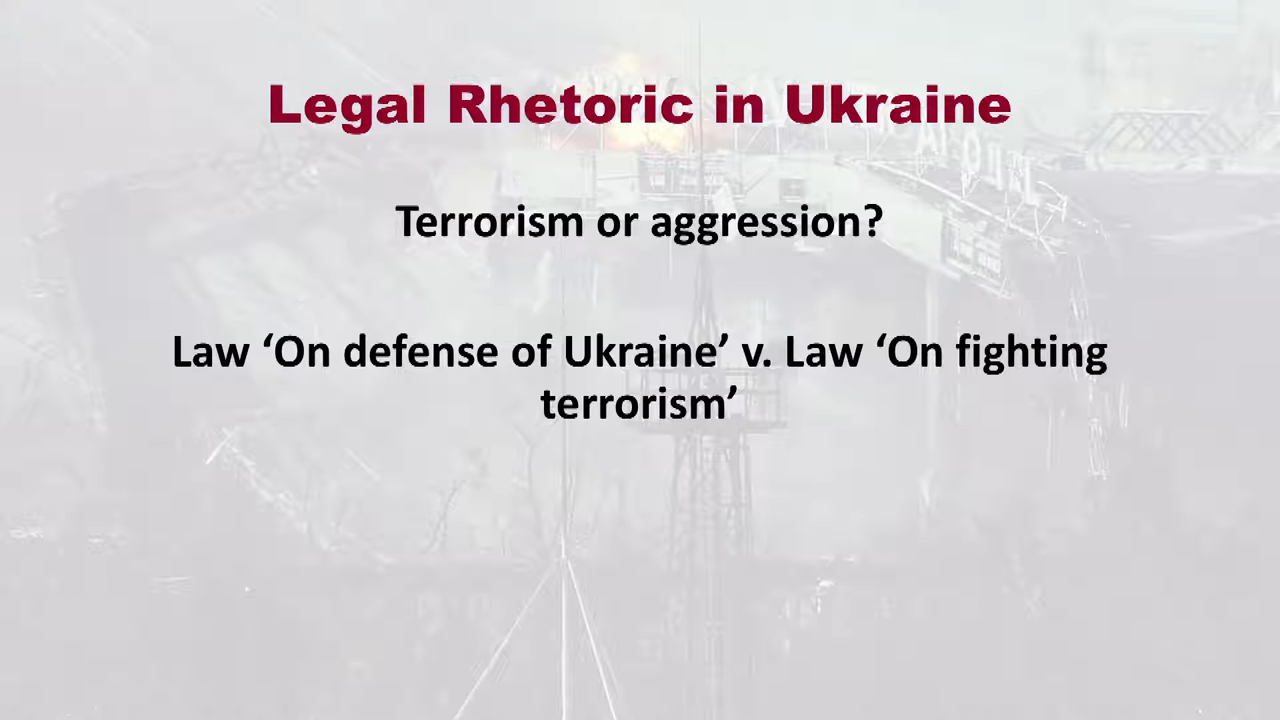 Legal Rhetoric in Ukraine
Terrorism or aggression?
Law ‘On defense of Ukraine’ v. Law ‘On fighting
terrorism’